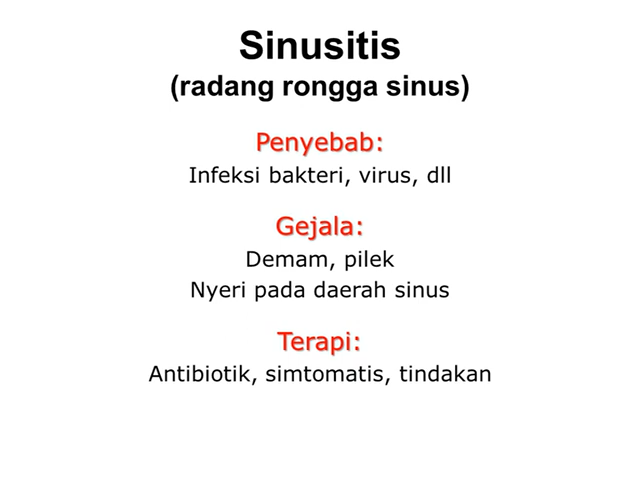 Sinusitis
(radang rongga sinus)
Penyebab:
Infeksi bakteri, virus, dll
Gejala:
Demam, pilek
Nyeri pada daerah sinus
Terapi:
Antibiotik, simtomatis, tindakan